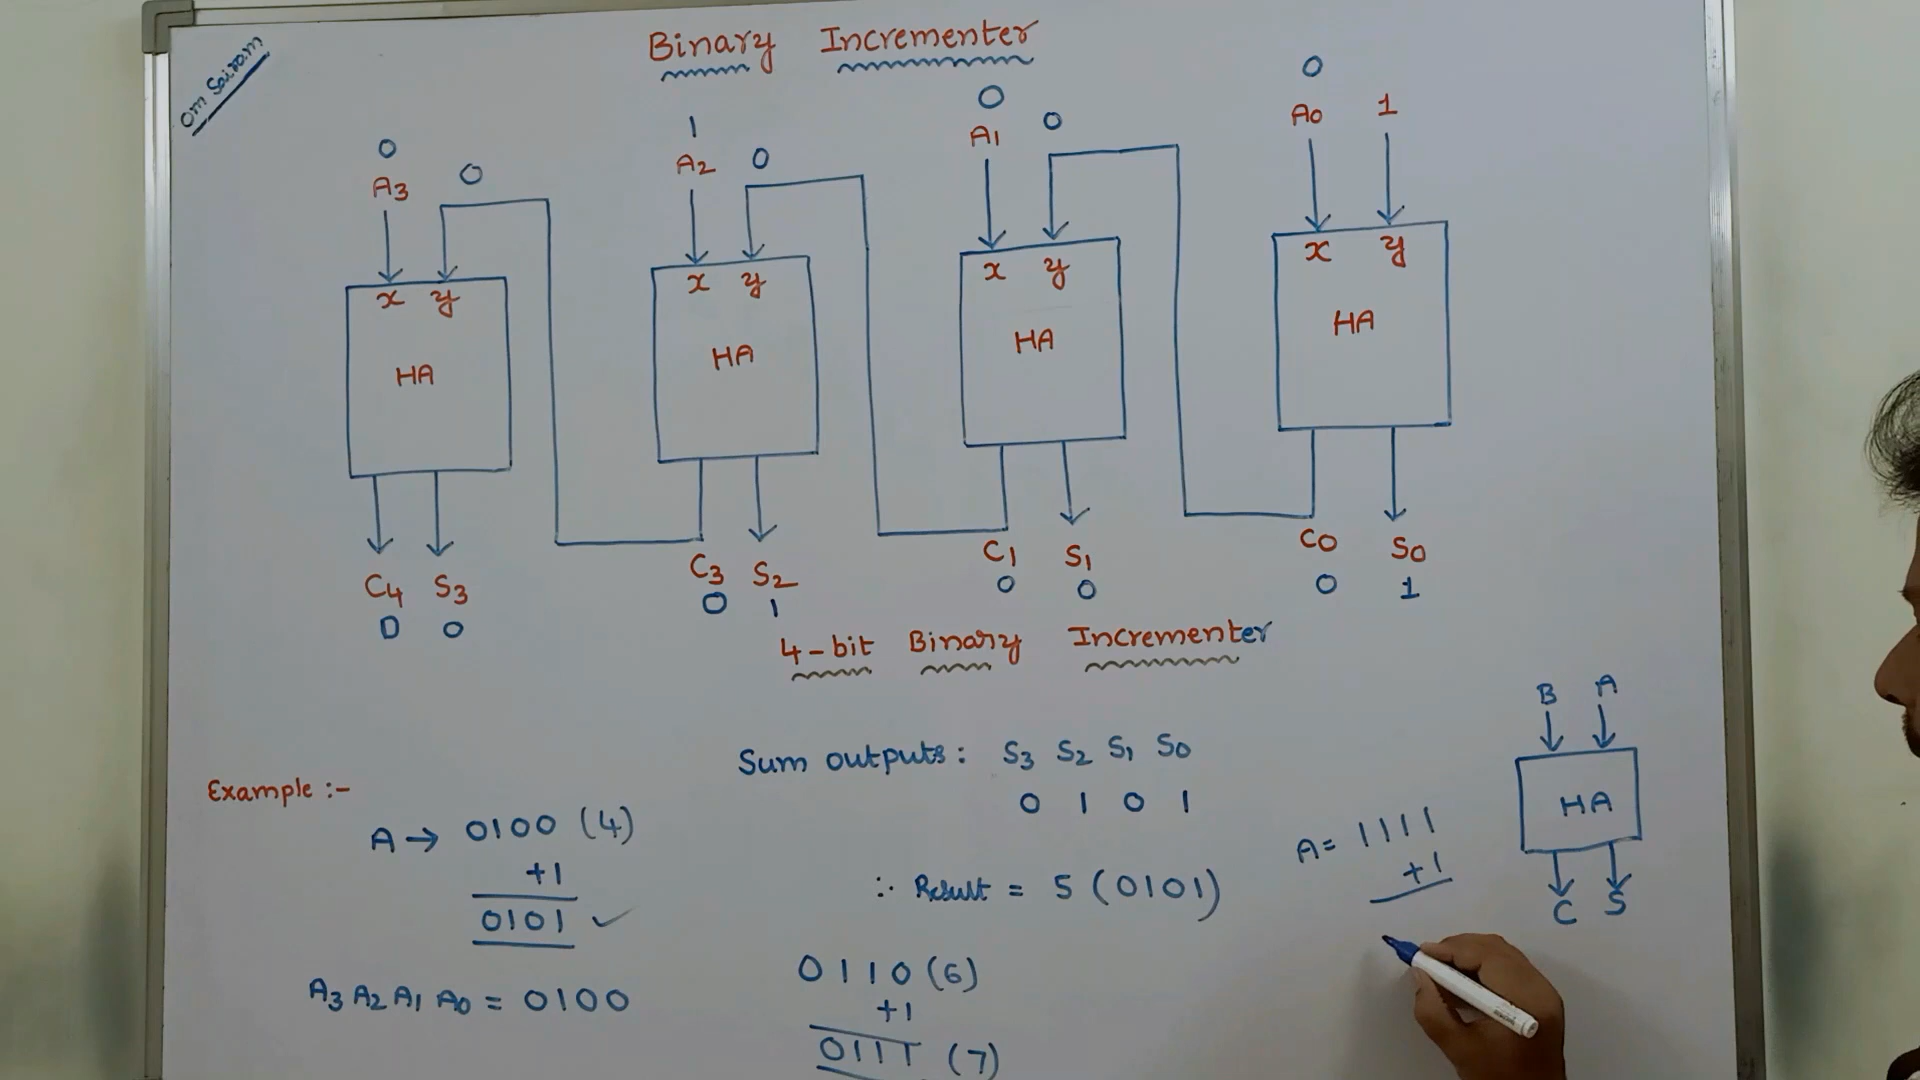 Om Sairam
Binary Incrementer
0 1 0 0
A3 0 A2 0 A1 0 A0 1
x y x y x y x y
HA HA HA HA
C4 S3 C3 S2 C1 S1 C0 S0
0 0 0 1 0 0 0 1
4-bit Binary Incrementer
Sum outputs: S3 S2 S1 S0
0 1 0 1
∴ Result = 5 (0101)
Example :-
A → 0100 (4)
+1
0101 ✓
A3 A2 A1 A0 = 0100
0110 (6)
+1
0111 (7)
A = 1111
+1
B A
HA
C S